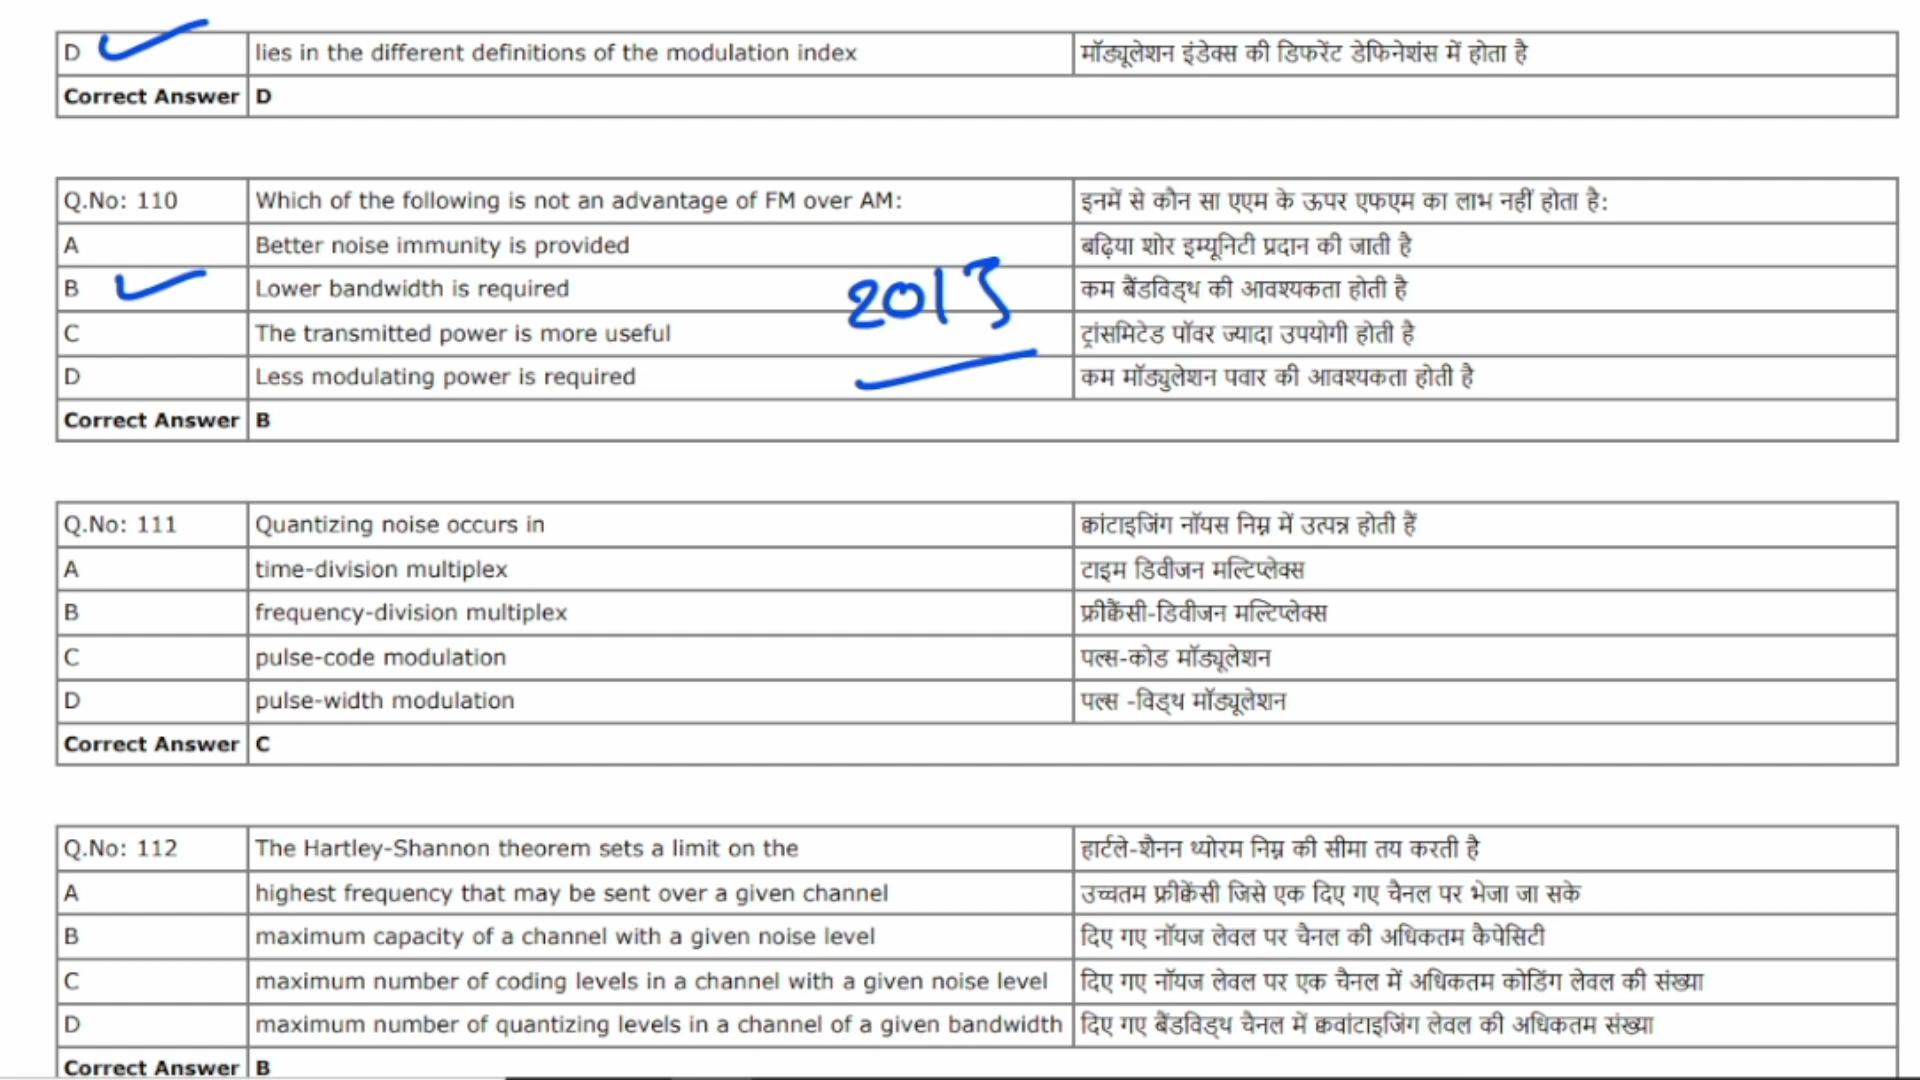 D lies in the different definitions of the modulation index मॉड्यूलेशन इंडेक्स की डिफरेंट डेफिनेशंस में होता है
Correct Answer D
Q.No: 110 Which of the following is not an advantage of FM over AM: इनमें से कौन सा एएम के ऊपर एफएम का लाभ नहीं होता है:
A Better noise immunity is provided बढ़िया शोर इम्यूनिटी प्रदान की जाती है
B Lower bandwidth is required कम बैंडविड्थ की आवश्यकता होती है
2013
C The transmitted power is more useful ट्रांसमिटेड पॉवर ज्यादा उपयोगी होती है
D Less modulating power is required कम मॉड्युलेशन पवार की आवश्यकता होती है
Correct Answer B
Q.No: 111 Quantizing noise occurs in क्वांटाइजिंग नॉयस निम्न में उत्पन्न होती हैं
A time-division multiplex टाइम डिवीजन मल्टिप्लेक्स
B frequency-division multiplex फ्रीक्वेंसी-डिवीजन मल्टिप्लेक्स
C pulse-code modulation पल्स-कोड मॉड्यूलेशन
D pulse-width modulation पल्स -विड्थ मॉड्यूलेशन
Correct Answer C
Q.No: 112 The Hartley-Shannon theorem sets a limit on the हार्टले-शैनन थ्योरम निम्न की सीमा तय करती है
A highest frequency that may be sent over a given channel उच्चतम फ्रीक्वेंसी जिसे एक दिए गए चैनल पर भेजा जा सके
B maximum capacity of a channel with a given noise level दिए गए नॉयज लेवल पर चैनल की अधिकतम कैपेसिटी
C maximum number of coding levels in a channel with a given noise level दिए गए नॉयज लेवल पर एक चैनल में अधिकतम कोडिंग लेवल की संख्या
D maximum number of quantizing levels in a channel of a given bandwidth दिए गए बैंडविड्थ चैनल में क्वांटाइजिंग लेवल की अधिकतम संख्या
Correct Answer B